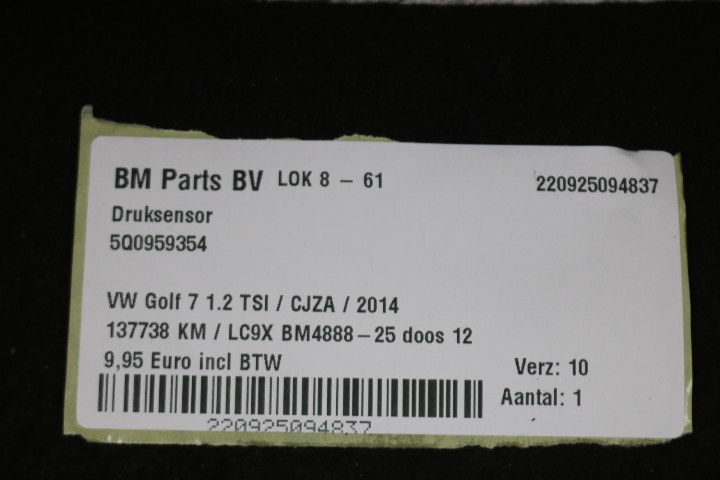 BM Parts BV LOK 8 - 61 220925094837
Druksensor
5Q0959354
VW Golf 7 1.2 TSI / CJZA / 2014
137738 KM / LC9X BM4888-25 doos 12
9,95 Euro incl BTW Verz: 10
Aantal: 1
220925094837